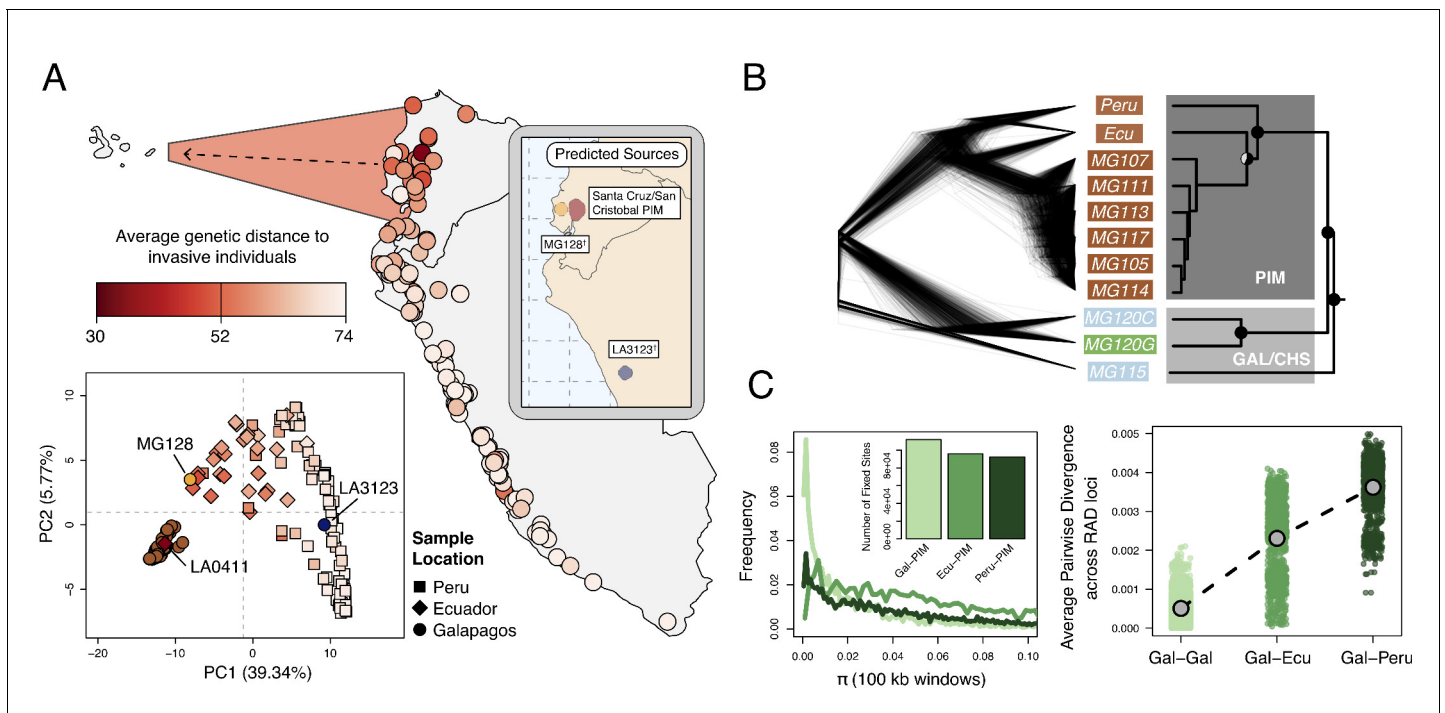 A
Average genetic distance to
invasive individuals
30
52
74
Predicted Sources
Santa Cruz/San
Cristobal PIM
MG128†
LA3123†
10
5
0
−5
PC2 (5.77%)
MG128
LA3123
LA0411
−20
−10
0
10
PC1 (39.34%)
Sample
Location
Peru
Ecuador
Galapagos
B
Peru
Ecu
MG107
MG111
MG113
MG117
MG105
MG114
MG120C
MG120G
MG115
PIM
GAL/CHS
C
Freequency
0.00
0.02
0.04
0.06
0.08
0.00
0.02
0.04
0.06
0.08
0.10
π (100 kb windows)
Number of Fixed Sites
0e+00
4e+04
8e+04
Gal−PIM
Ecu−PIM
Peru−PIM
Average Pairwise Divergence
across RAD loci
0.005
0.004
0.003
0.002
0.001
0.000
Gal−Gal
Gal−Ecu
Gal−Peru